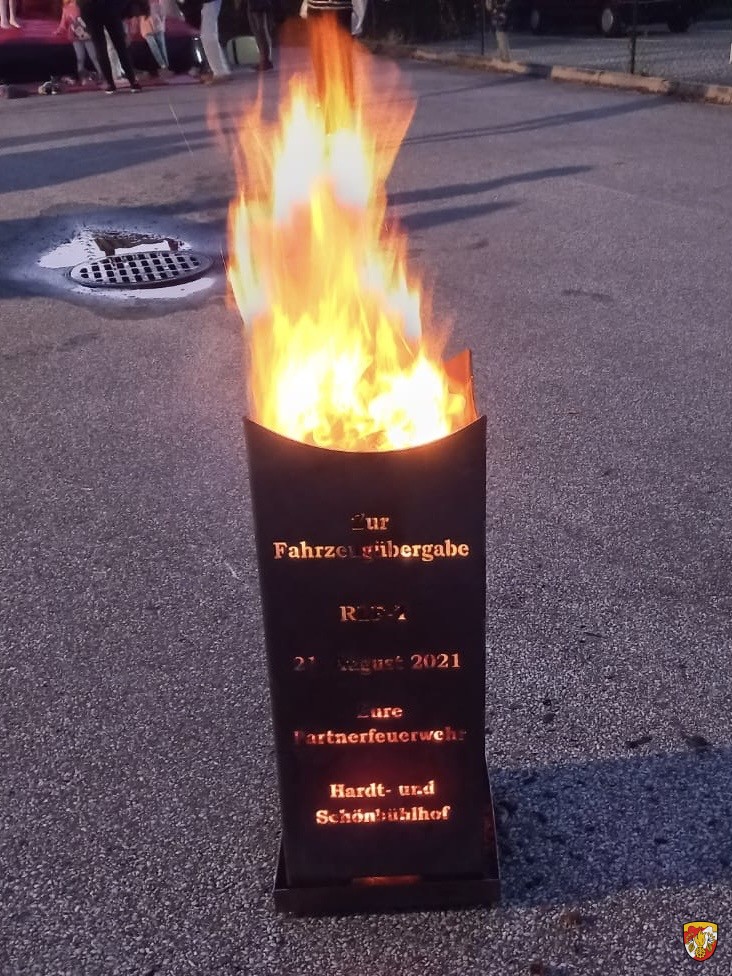 Zur
Fahrzeugübergabe
21. August 2021
Eure
Partnerfeuerwehr
Hardt- und
Schönbühlhof